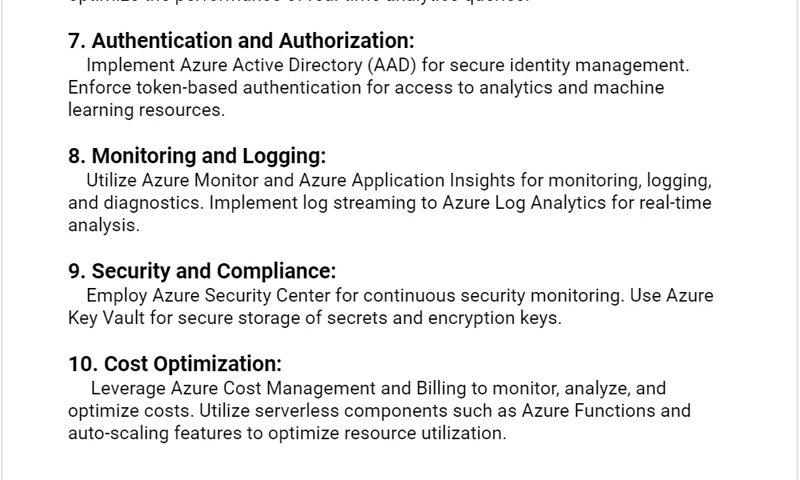 7. Authentication and Authorization:
Implement Azure Active Directory (AAD) for secure identity management.
Enforce token-based authentication for access to analytics and machine
learning resources.
8. Monitoring and Logging:
Utilize Azure Monitor and Azure Application Insights for monitoring, logging,
and diagnostics. Implement log streaming to Azure Log Analytics for real-time
analysis.
9. Security and Compliance:
Employ Azure Security Center for continuous security monitoring. Use Azure
Key Vault for secure storage of secrets and encryption keys.
10. Cost Optimization:
Leverage Azure Cost Management and Billing to monitor, analyze, and
optimize costs. Utilize serverless components such as Azure Functions and
auto-scaling features to optimize resource utilization.